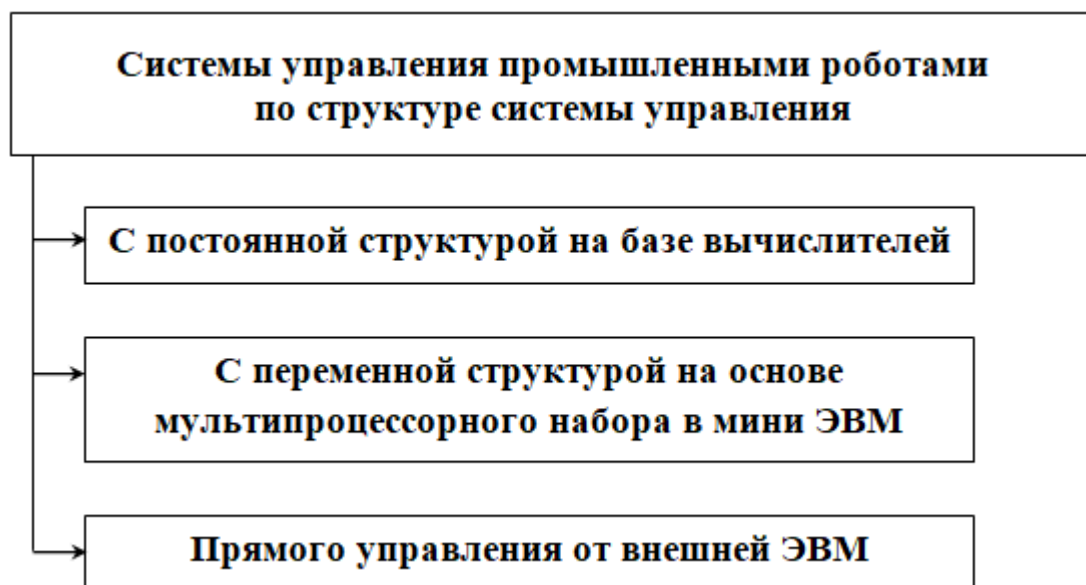 Системы управления промышленными роботами
по структуре системы управления
С постоянной структурой на базе вычислителей
С переменной структурой на основе
мультипроцессорного набора в мини ЭВМ
Прямого управления от внешней ЭВМ